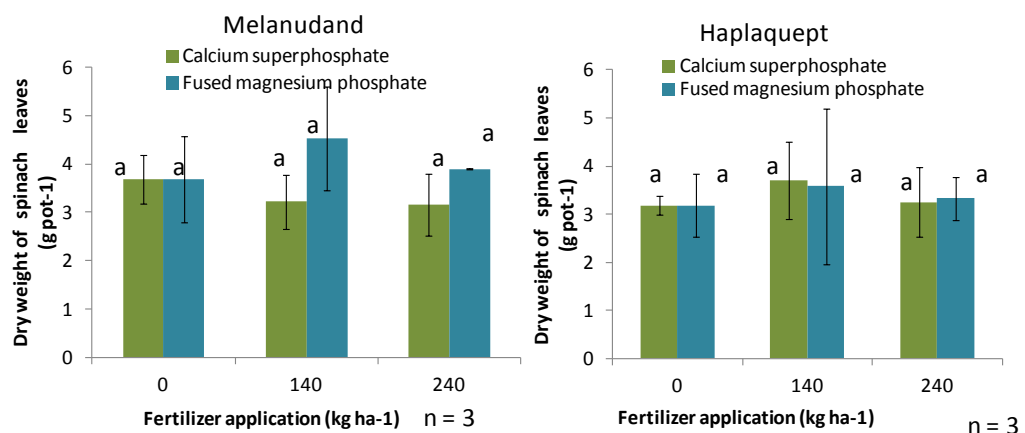 Melanudand
Calcium superphosphate
Fused magnesium phosphate
Dry weight of spinach leaves
(g pot-1)
6
5
4
3
2
1
0
a
a
a
a
a
a
0
140
240
Fertilizer application (kg ha-1)
n = 3
Haplaquept
Calcium superphosphate
Fused magnesium phosphate
Dry weight of spinach leaves
(g pot-1)
6
5
4
3
2
1
0
a
a
a
a
a
a
0
140
240
Fertilizer application (kg ha-1)
n = 3